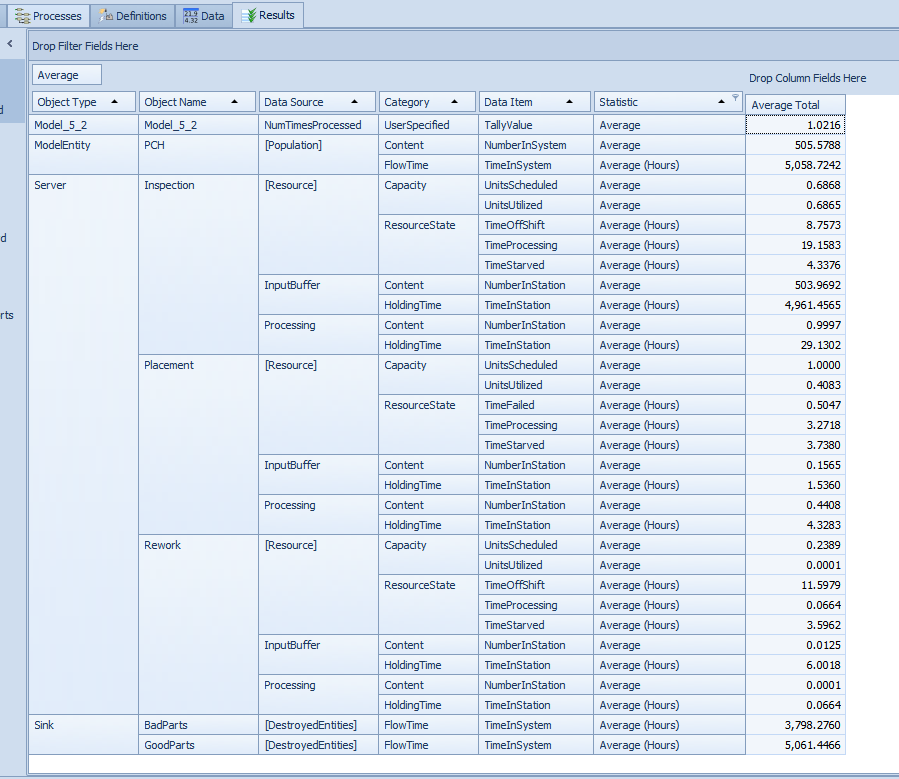 Processes Definitions Data Results
Drop Filter Fields Here
Average
Drop Column Fields Here
Object Type Object Name Data Source Category Data Item Statistic Average Total
Model_5_2 Model_5_2 NumTimesProcessed UserSpecified TallyValue Average 1.0216
ModelEntity PCH [Population] Content NumberInSystem Average 505.5788
FlowTime TimeInSystem Average (Hours) 5,058.7242
Server Inspection [Resource] Capacity UnitsScheduled Average 0.6868
UnitsUtilized Average 0.6865
ResourceState TimeOffShift Average (Hours) 8.7573
TimeProcessing Average (Hours) 19.1583
TimeStarved Average (Hours) 4.3376
InputBuffer Content NumberInStation Average 503.9692
HoldingTime TimeInStation Average (Hours) 4,961.4565
Processing Content NumberInStation Average 0.9997
HoldingTime TimeInStation Average (Hours) 29.1302
Placement [Resource] Capacity UnitsScheduled Average 1.0000
UnitsUtilized Average 0.4083
ResourceState TimeFailed Average (Hours) 0.5047
TimeProcessing Average (Hours) 3.2718
TimeStarved Average (Hours) 3.7380
InputBuffer Content NumberInStation Average 0.1565
HoldingTime TimeInStation Average (Hours) 1.5360
Processing Content NumberInStation Average 0.4408
HoldingTime TimeInStation Average (Hours) 4.3283
Rework [Resource] Capacity UnitsScheduled Average 0.2389
UnitsUtilized Average 0.0001
ResourceState TimeOffShift Average (Hours) 11.5979
TimeProcessing Average (Hours) 0.0664
TimeStarved Average (Hours) 3.5962
InputBuffer Content NumberInStation Average 0.0125
HoldingTime TimeInStation Average (Hours) 6.0018
Processing Content NumberInStation Average 0.0001
HoldingTime TimeInStation Average (Hours) 0.0664
Sink BadParts [DestroyedEntities] FlowTime TimeInSystem Average (Hours) 3,798.2760
GoodParts [DestroyedEntities] FlowTime TimeInSystem Average (Hours) 5,061.4466